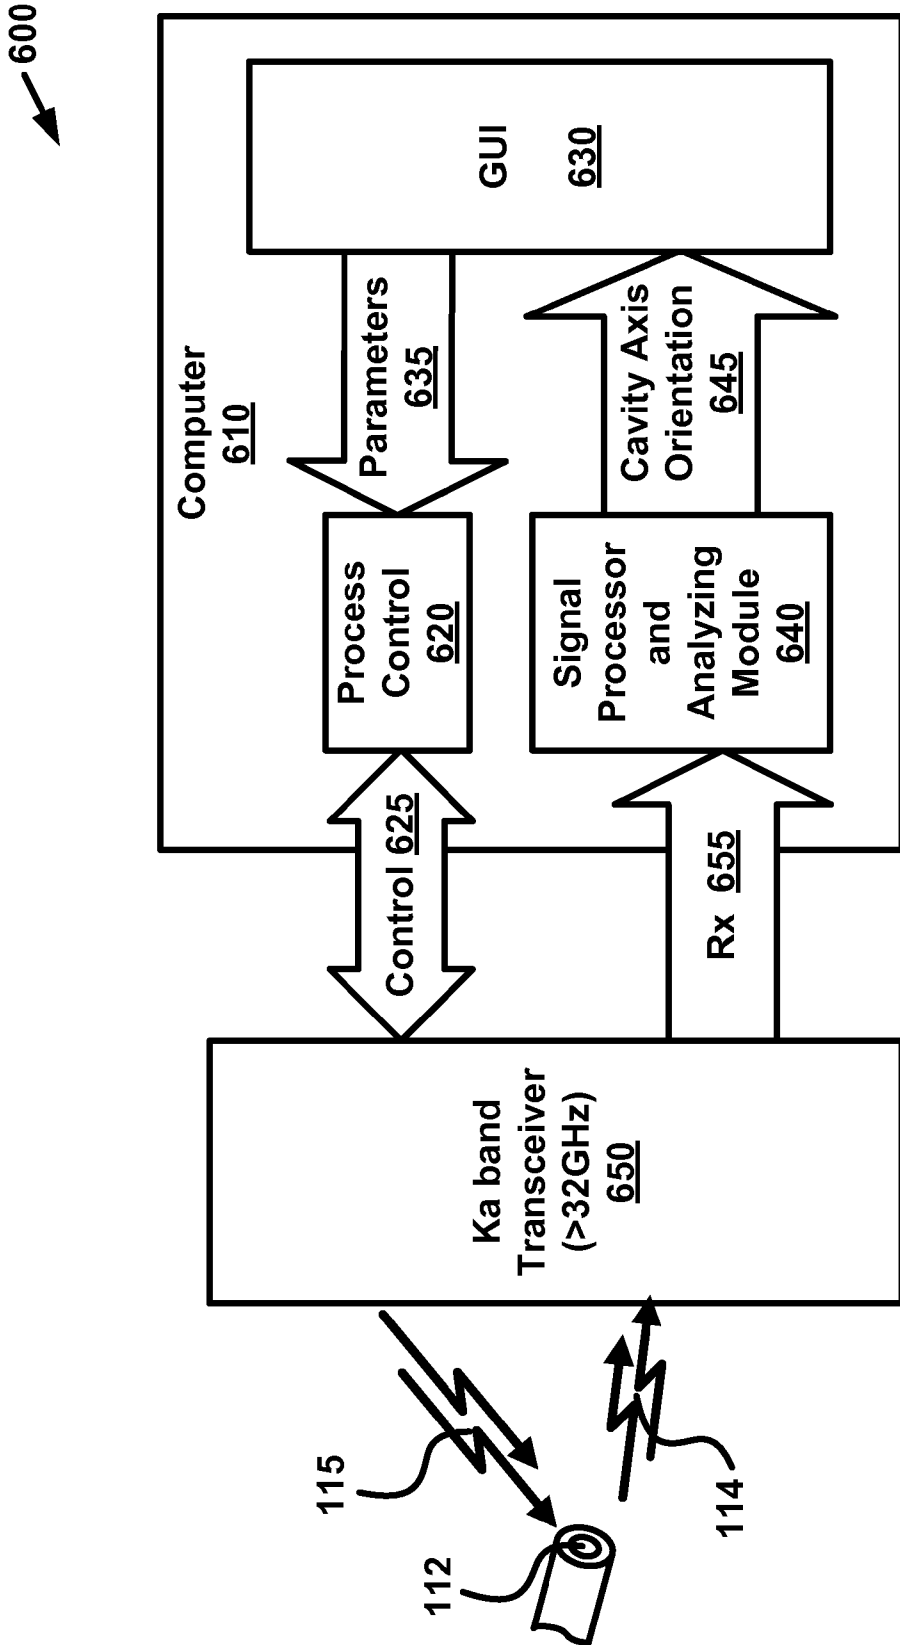 600
Computer
610
GUI
630
Parameters
635
Cavity Axis
Orientation
645
Process
Control
620
Signal
Processor
and
Analyzing
Module
640
Control 625
Rx 655
Ka band
Transceiver
(>32GHz)
650
115
114
112